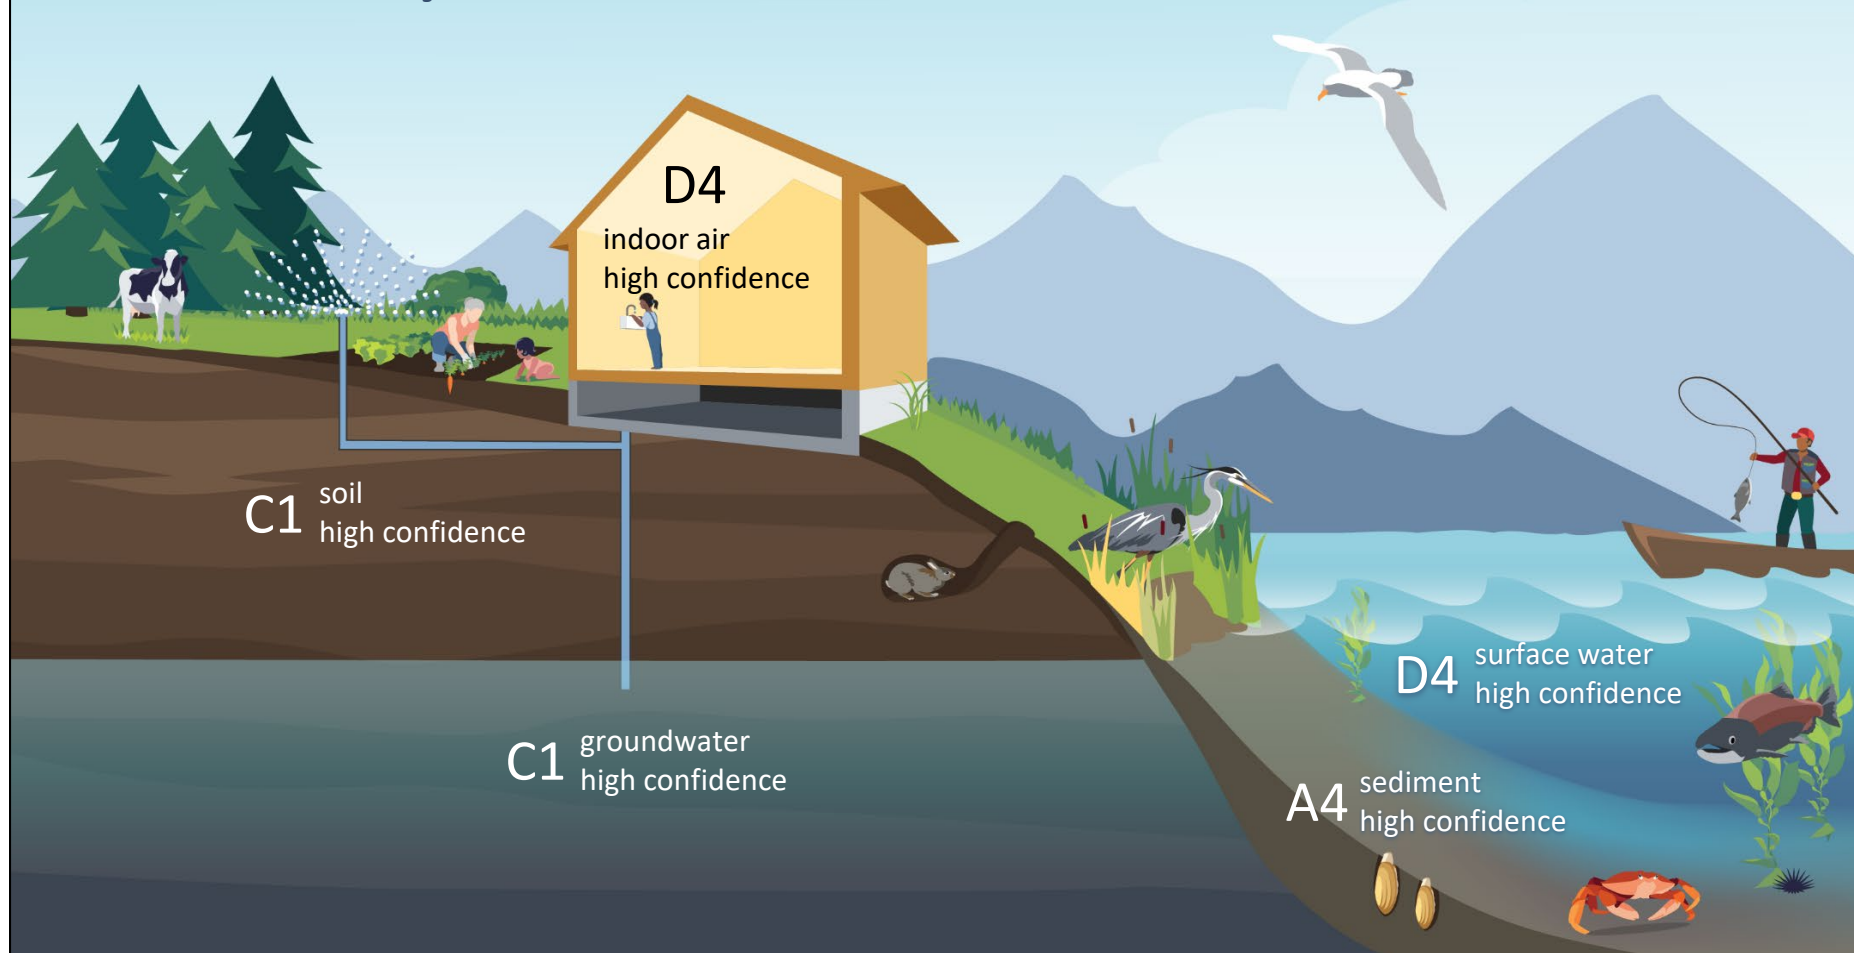 D4
indoor air
high confidence
C1
soil
high confidence
D4
surface water
high confidence
C1
groundwater
high confidence
A4
sediment
high confidence